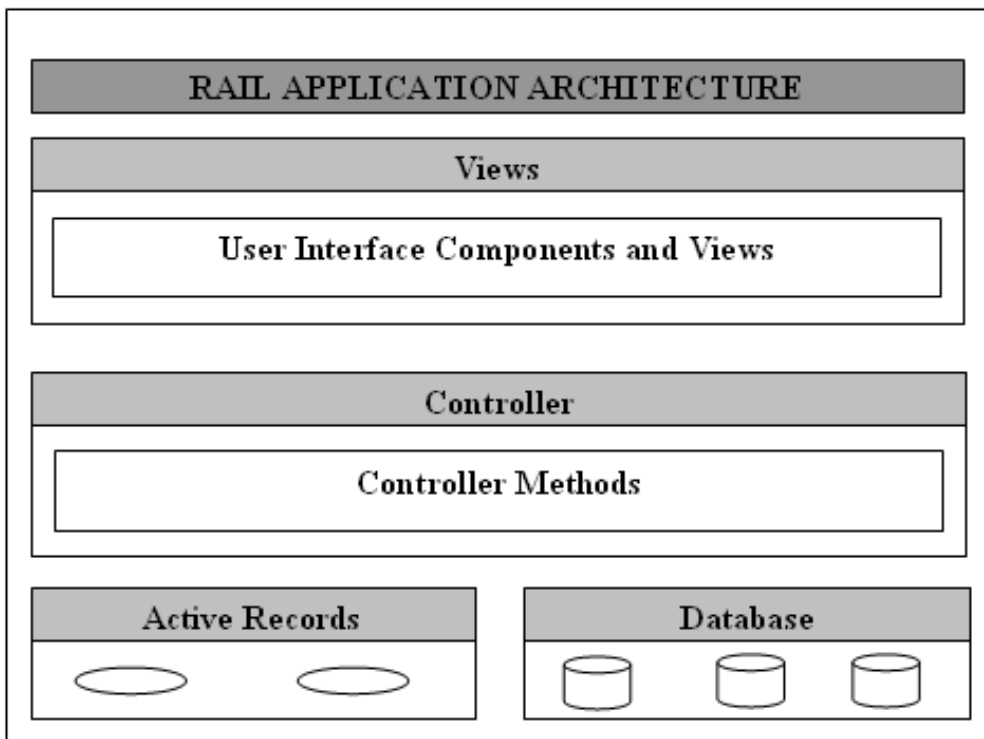 RAIL APPLICATION ARCHITECTURE
Views
User Interface Components and Views
Controller
Controller Methods
Active Records
Database